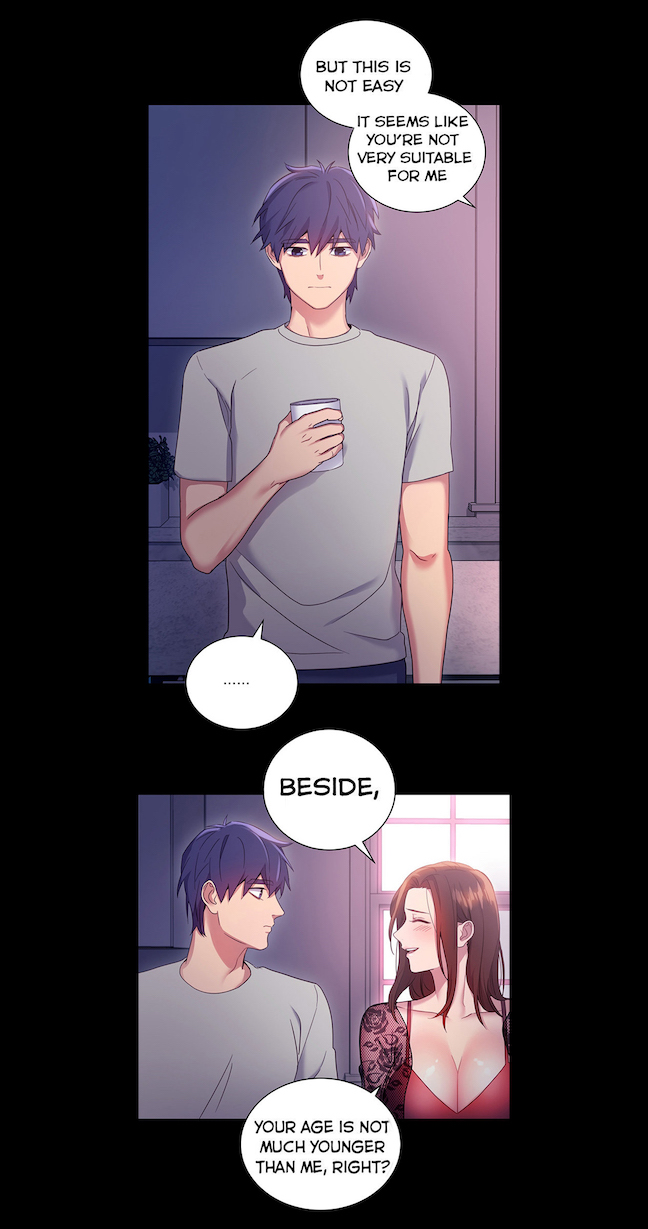 BUT THIS IS
NOT EASY
IT SEEMS LIKE
YOU'RE NOT
VERY SUITABLE
FOR ME
......
BESIDE,
YOUR AGE IS NOT
MUCH YOUNGER
THAN ME, RIGHT?